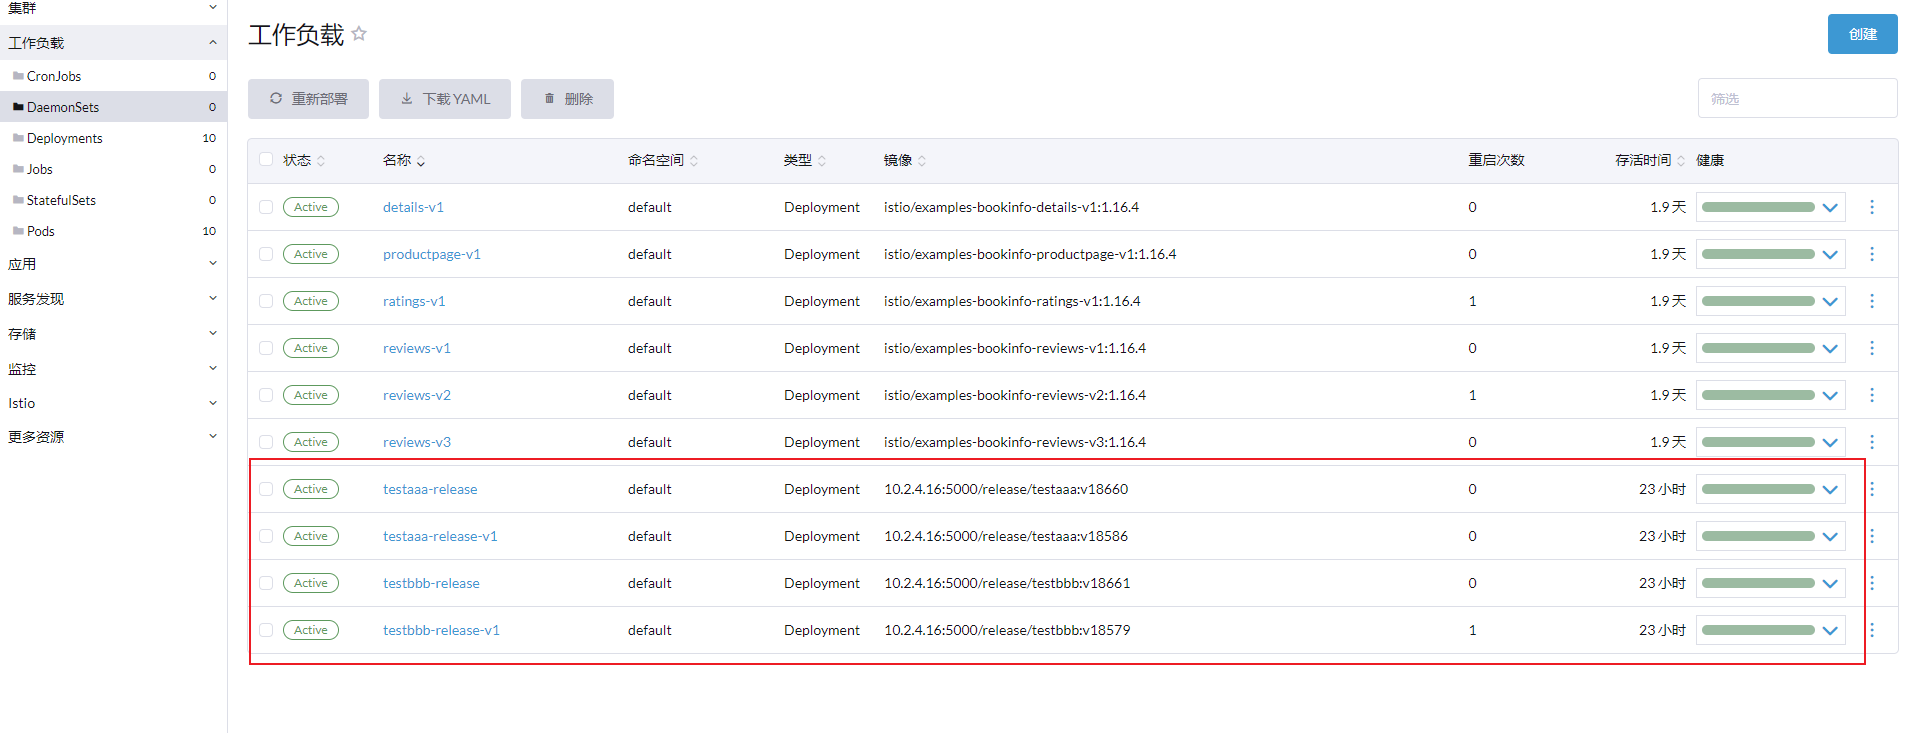 集群
工作负载
CronJobs 0
DaemonSets 0
Deployments 10
Jobs 0
StatefulSets 0
Pods 10
应用
服务发现
存储
监控
Istio
更多资源
工作负载
创建
重新部署 下载 YAML 删除
筛选
状态 名称 命名空间 类型 镜像 重启次数 存活时间 健康
Active details-v1 default Deployment istio/examples-bookinfo-details-v1:1.16.4 0 1.9 天
Active productpage-v1 default Deployment istio/examples-bookinfo-productpage-v1:1.16.4 0 1.9 天
Active ratings-v1 default Deployment istio/examples-bookinfo-ratings-v1:1.16.4 1 1.9 天
Active reviews-v1 default Deployment istio/examples-bookinfo-reviews-v1:1.16.4 0 1.9 天
Active reviews-v2 default Deployment istio/examples-bookinfo-reviews-v2:1.16.4 1 1.9 天
Active reviews-v3 default Deployment istio/examples-bookinfo-reviews-v3:1.16.4 0 1.9 天
Active testaaa-release default Deployment 10.2.4.16:5000/release/testaaa:v18660 0 23 小时
Active testaaa-release-v1 default Deployment 10.2.4.16:5000/release/testaaa:v18586 0 23 小时
Active testbbb-release default Deployment 10.2.4.16:5000/release/testbbb:v18661 0 23 小时
Active testbbb-release-v1 default Deployment 10.2.4.16:5000/release/testbbb:v18579 1 23 小时